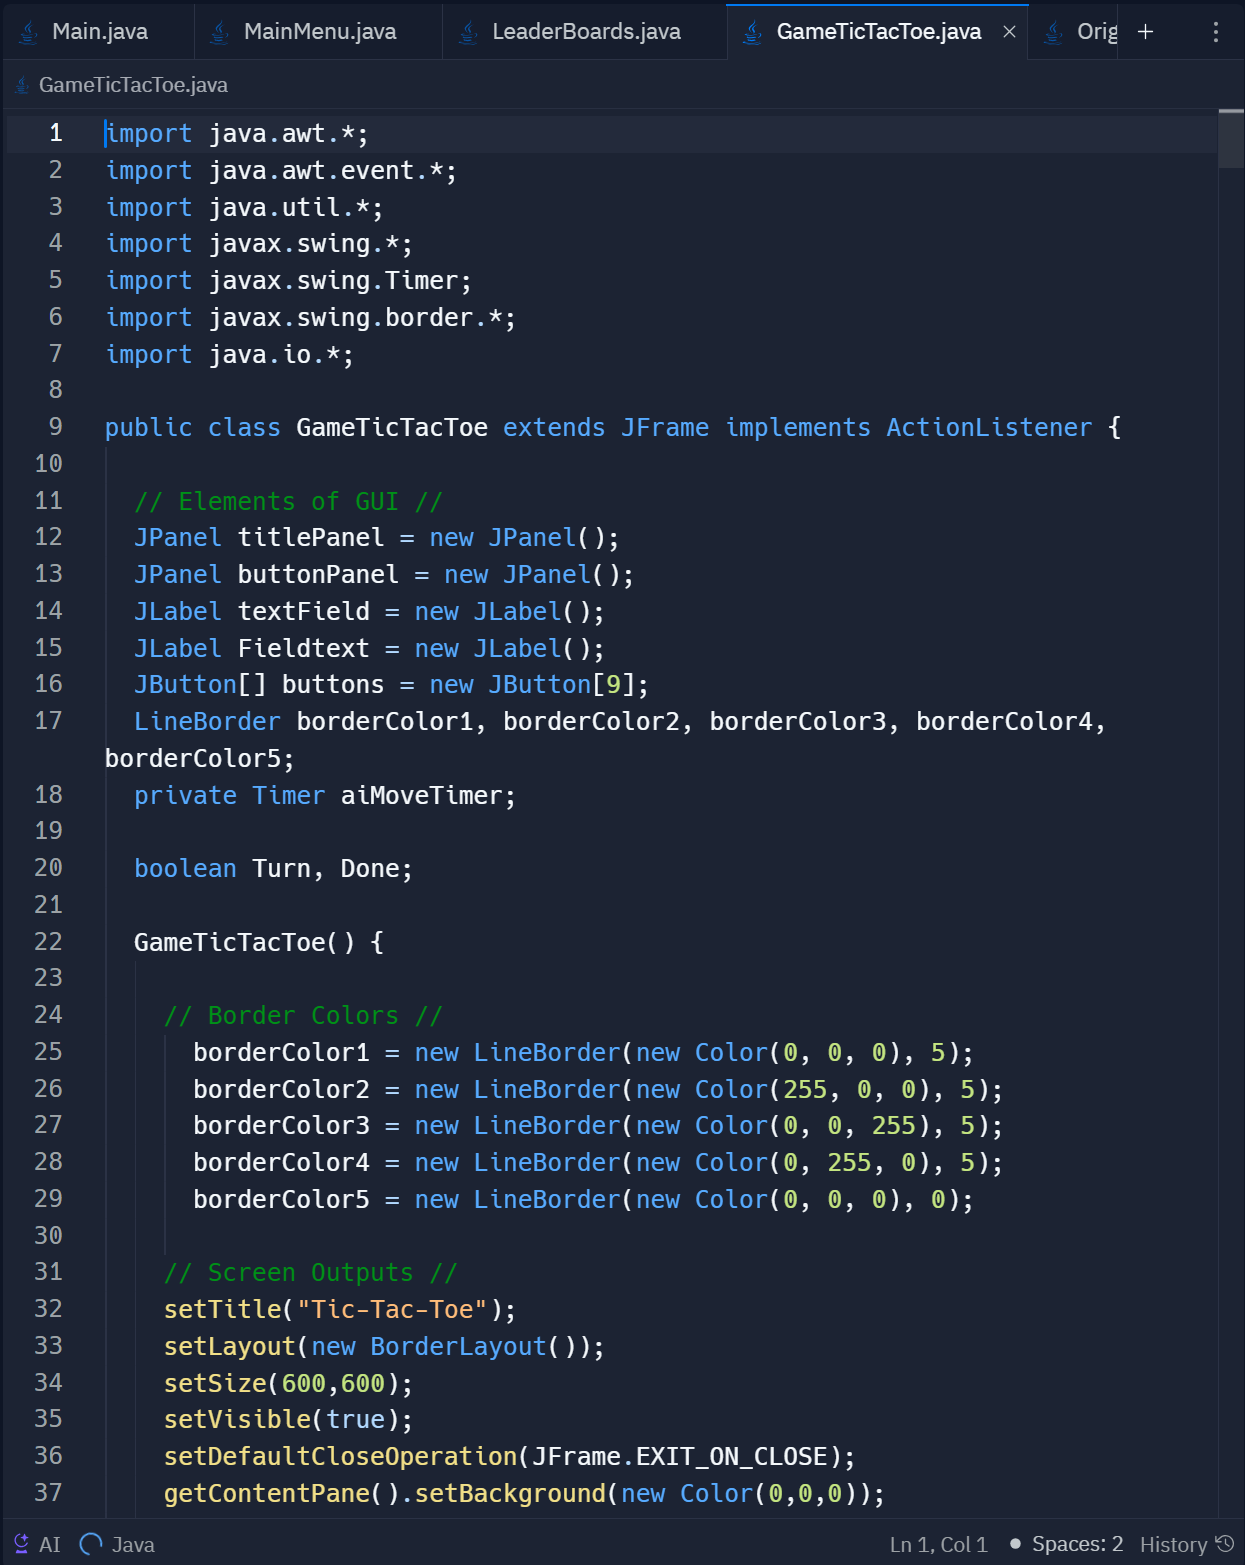 Main.java MainMenu.java LeaderBoards.java GameTicTacToe.java × Orig +
GameTicTacToe.java
1 import java.awt.*;
2 import java.awt.event.*;
3 import java.util.*;
4 import javax.swing.*;
5 import javax.swing.Timer;
6 import javax.swing.border.*;
7 import java.io.*;
8
9 public class GameTicTacToe extends JFrame implements ActionListener {
10
11   // Elements of GUI //
12   JPanel titlePanel = new JPanel();
13   JPanel buttonPanel = new JPanel();
14   JLabel textField = new JLabel();
15   JLabel Fieldtext = new JLabel();
16   JButton[] buttons = new JButton[9];
17   LineBorder borderColor1, borderColor2, borderColor3, borderColor4,
borderColor5;
18   private Timer aiMoveTimer;
19
20   boolean Turn, Done;
21
22   GameTicTacToe() {
23
24     // Border Colors //
25       borderColor1 = new LineBorder(new Color(0, 0, 0), 5);
26       borderColor2 = new LineBorder(new Color(255, 0, 0), 5);
27       borderColor3 = new LineBorder(new Color(0, 0, 255), 5);
28       borderColor4 = new LineBorder(new Color(0, 255, 0), 5);
29       borderColor5 = new LineBorder(new Color(0, 0, 0), 0);
30
31     // Screen Outputs //
32     setTitle("Tic-Tac-Toe");
33     setLayout(new BorderLayout());
34     setSize(600,600);
35     setVisible(true);
36     setDefaultCloseOperation(JFrame.EXIT_ON_CLOSE);
37     getContentPane().setBackground(new Color(0,0,0));
AI Java Ln 1, Col 1 • Spaces: 2 History